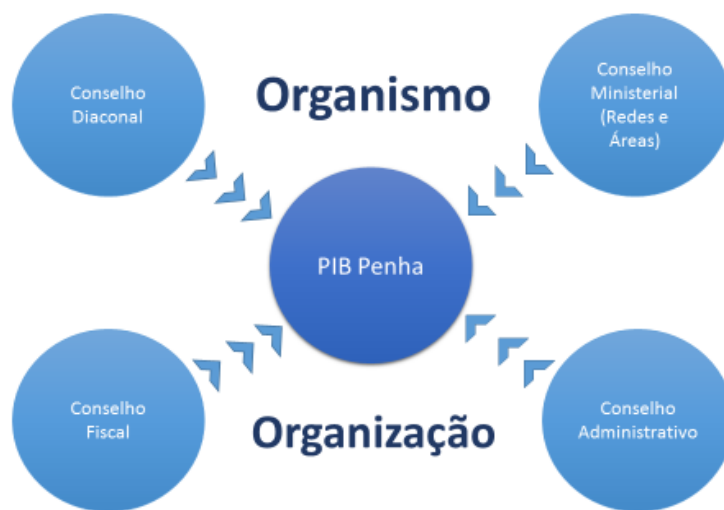 Conselho
Diaconal
Organismo
Conselho
Ministerial
(Redes e
Áreas)
PIB Penha
Conselho
Fiscal
Organização
Conselho
Administrativo